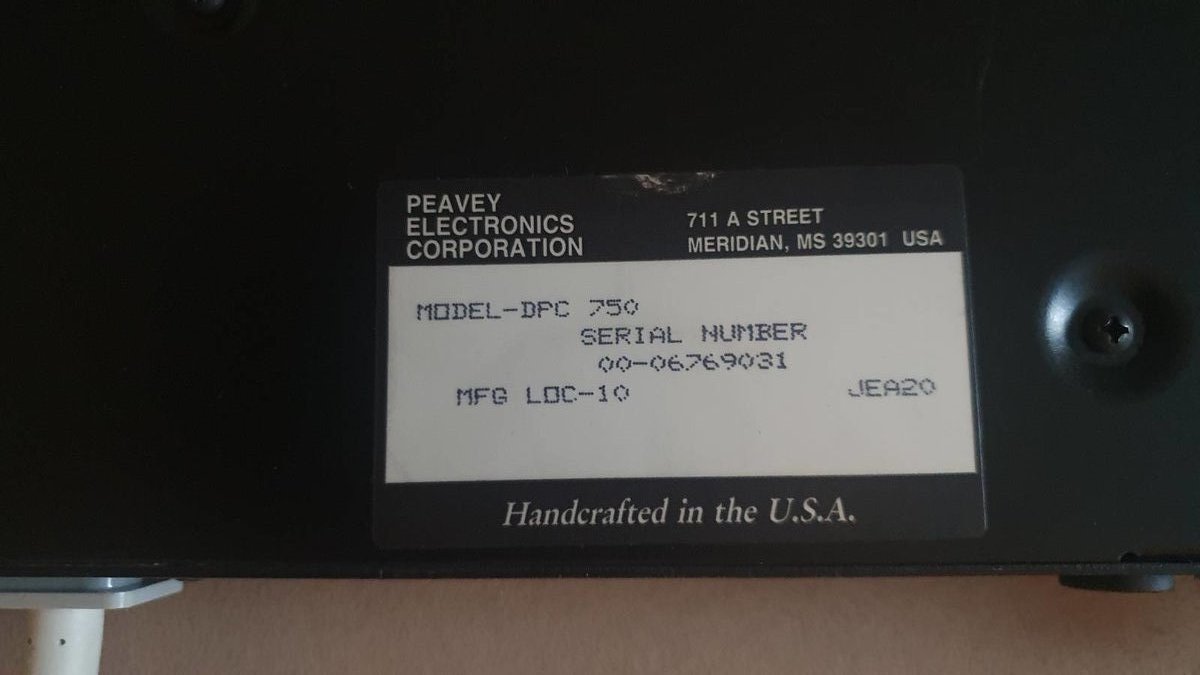 PEAVEY
ELECTRONICS
CORPORATION
711 A STREET
MERIDIAN, MS 39301 USA
MODEL-DPC 750
SERIAL NUMBER
00-06769031
MFG LOC-10 JEA20
Handcrafted in the U.S.A.